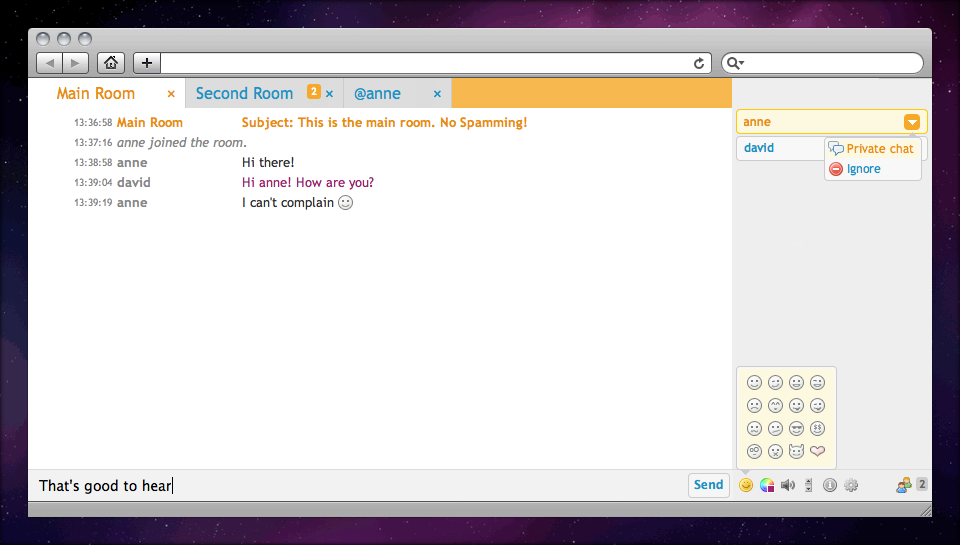 Main Room × Second Room 2 × @anne ×
13:36:58 Main Room Subject: This is the main room. No Spamming!
13:37:16 anne joined the room.
13:38:58 anne Hi there!
13:39:04 david Hi anne! How are you?
13:39:19 anne I can't complain
anne
david
Private chat
Ignore
That's good to hear
Send
2